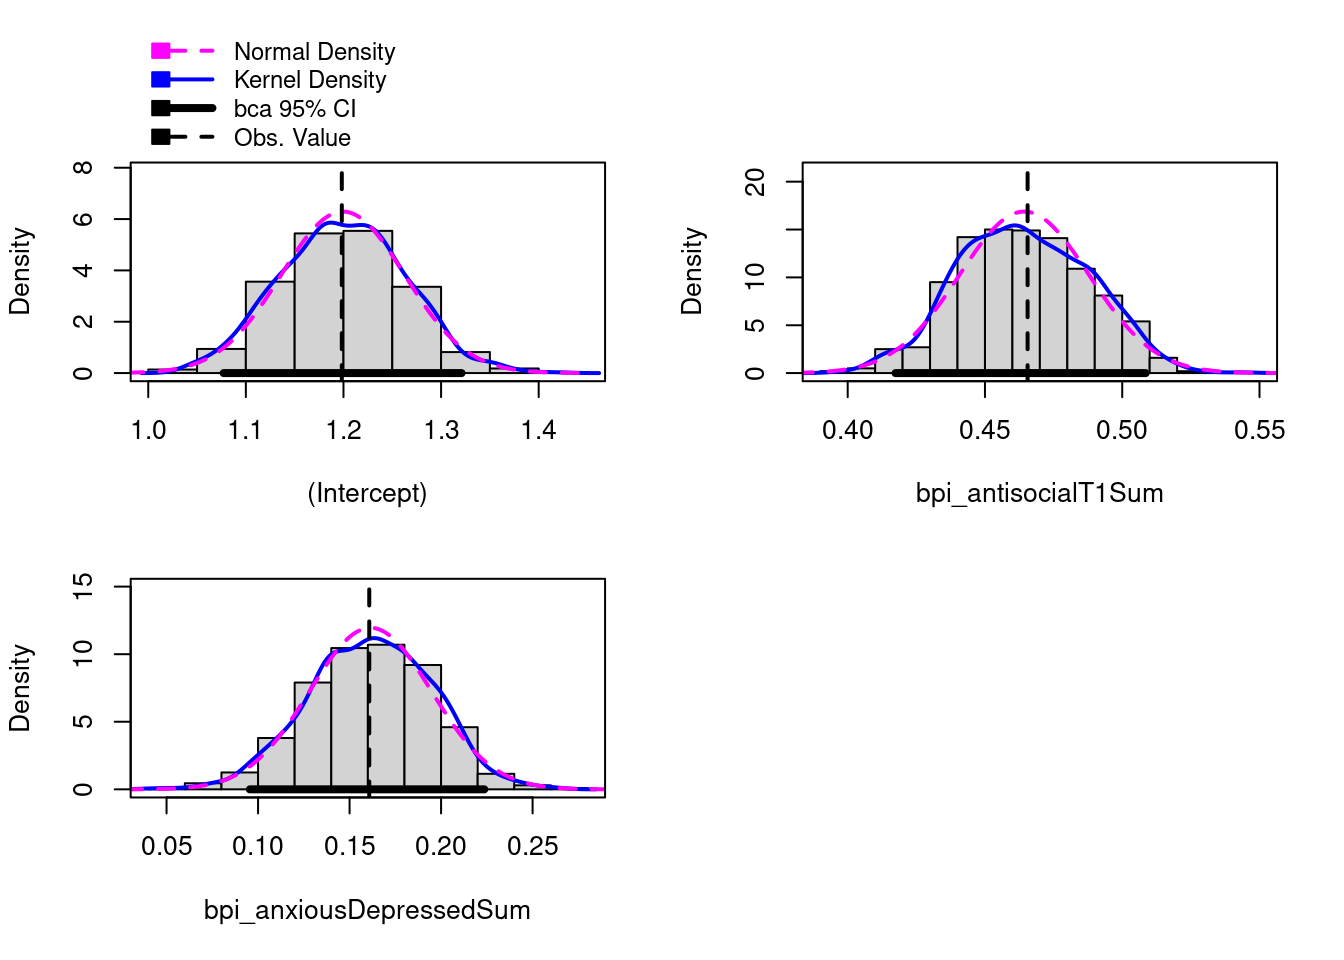 Normal Density
Kernel Density
bca 95% CI
Obs. Value
Density
0 2 4 6 8
1.0 1.1 1.2 1.3 1.4
(Intercept)
Density
0 5 10 20
0.40 0.45 0.50 0.55
bpi_antisocialT1Sum
Density
0 5 10 15
0.05 0.10 0.15 0.20 0.25
bpi_anxiousDepressedSum